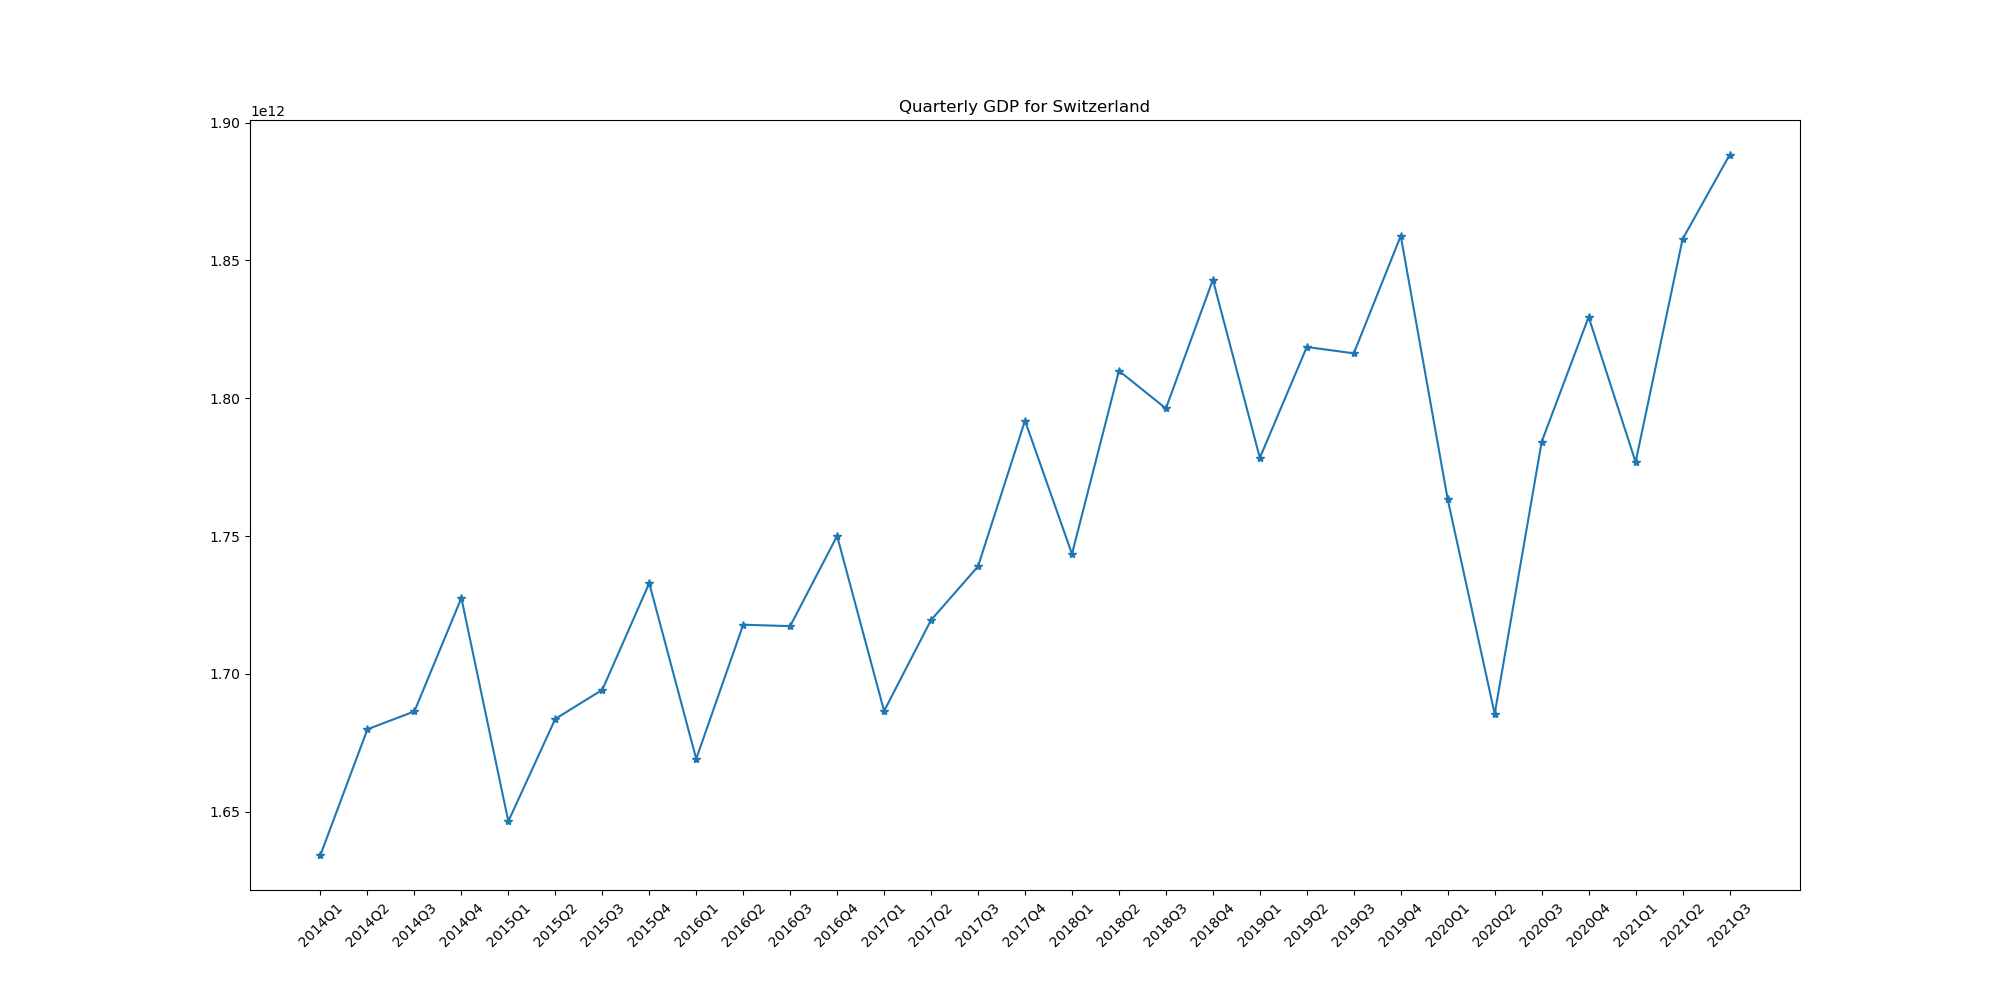 Quarterly GDP for Switzerland
1e12
1.90
1.85
1.80
1.75
1.70
1.65
2014Q1
2014Q2
2014Q3
2014Q4
2015Q1
2015Q2
2015Q3
2015Q4
2016Q1
2016Q2
2016Q3
2016Q4
2017Q1
2017Q2
2017Q3
2017Q4
2018Q1
2018Q2
2018Q3
2018Q4
2019Q1
2019Q2
2019Q3
2019Q4
2020Q1
2020Q2
2020Q3
2020Q4
2021Q1
2021Q2
2021Q3